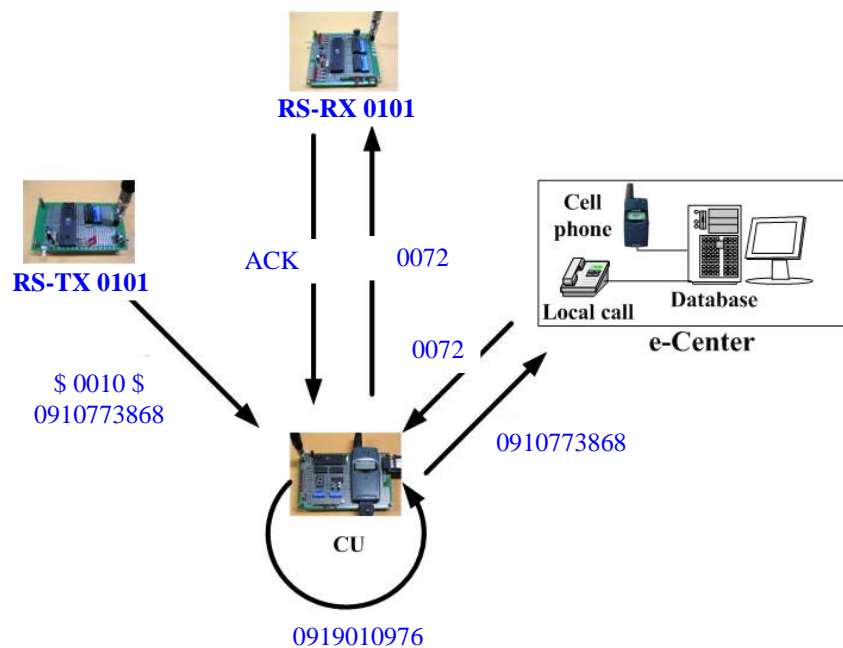 RS-RX 0101
RS-TX 0101
ACK
0072
Cell
phone
Local call
Database
e-Center
0072
$ 0010 $
0910773868
0910773868
CU
0919010976